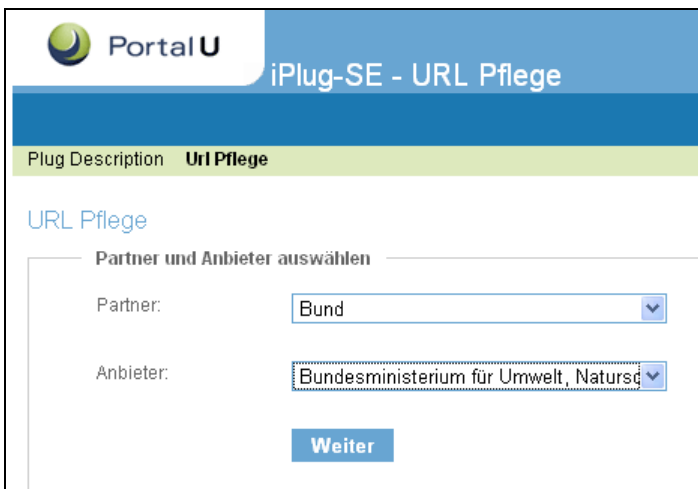 Portal U
iPlug-SE - URL Pflege
Plug Description Url Pflege
URL Pflege
Partner und Anbieter auswählen
Partner: Bund
Anbieter: Bundesministerium für Umwelt, Natursc
Weiter